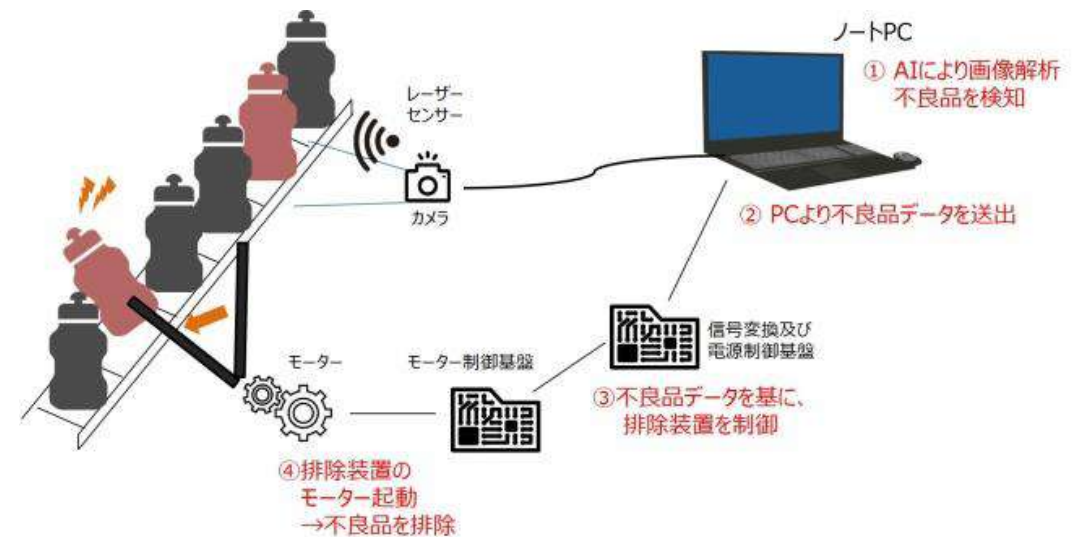 ノートPC
① AIにより画像解析
不良品を検知
レーザー
センサー
カメラ
② PCより不良品データを送出
信号変換及び
電源制御基盤
モーター
モーター制御基盤
③不良品データを基に、
排除装置を制御
④排除装置の
モーター起動
→不良品を排除